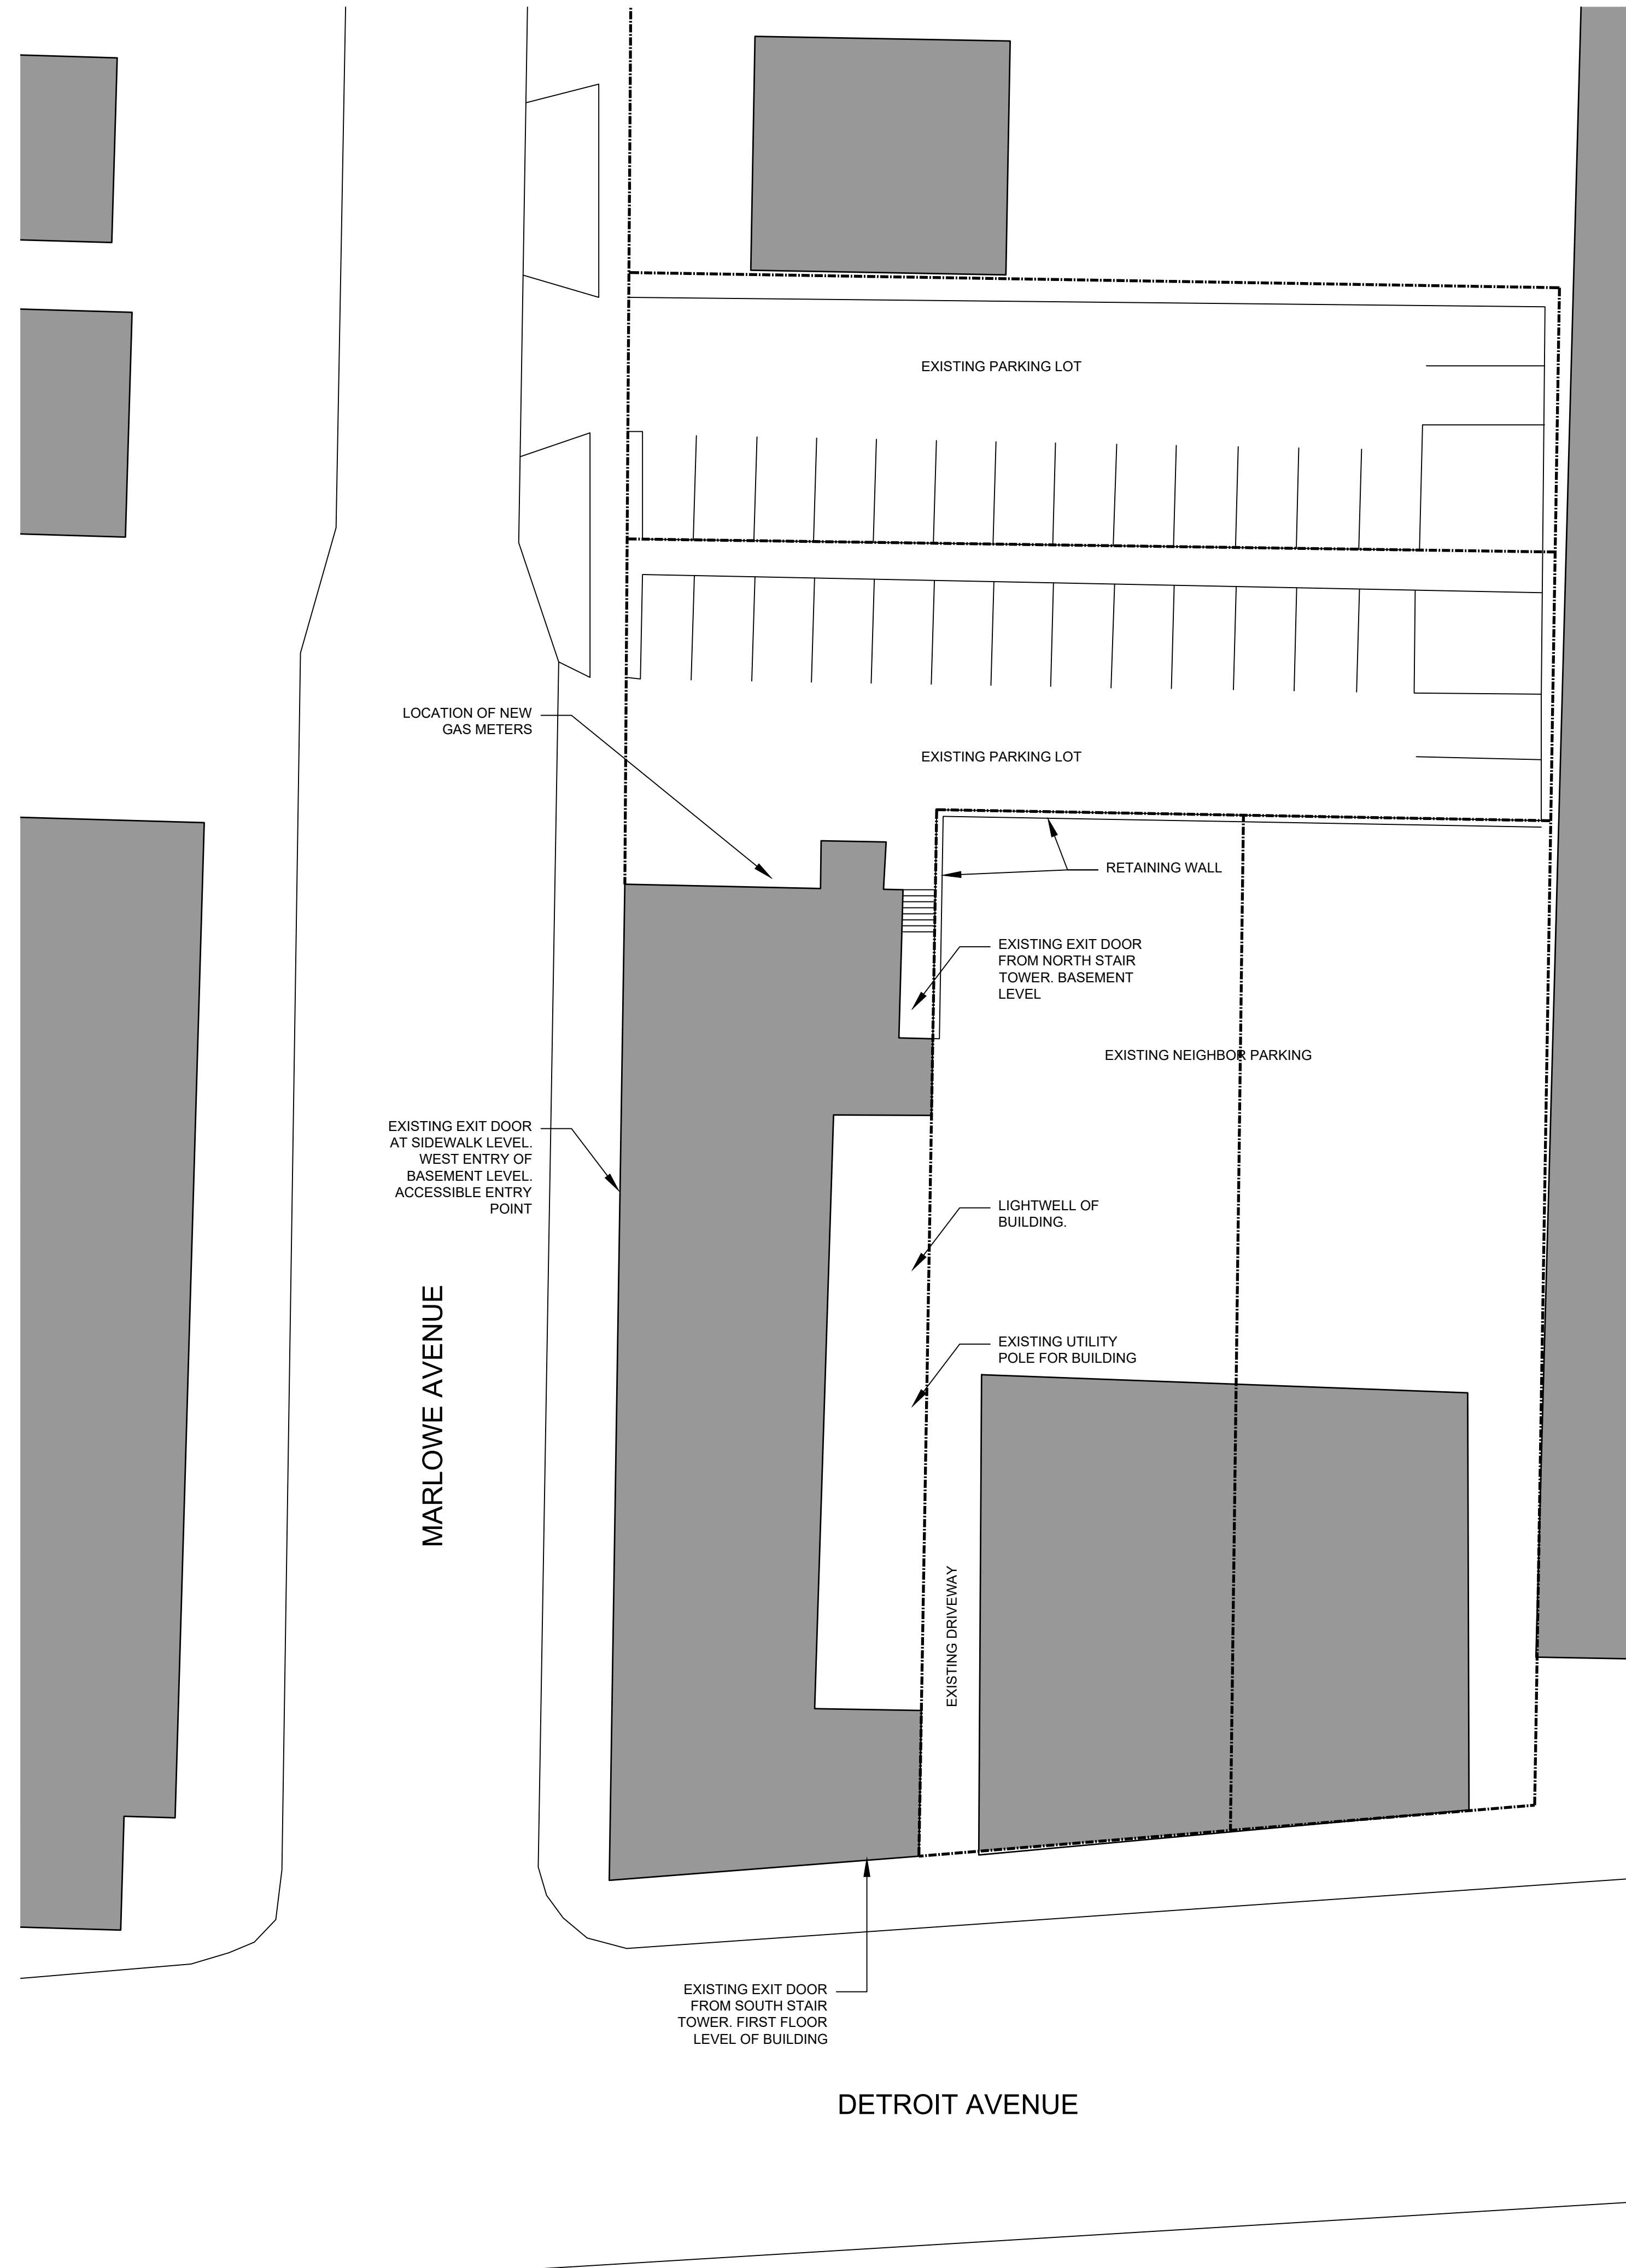 EXISTING PARKING LOT
LOCATION OF NEW
GAS METERS
EXISTING PARKING LOT
RETAINING WALL
EXISTING EXIT DOOR
FROM NORTH STAIR
TOWER. BASEMENT
LEVEL
EXISTING NEIGHBOR PARKING
EXISTING EXIT DOOR
AT SIDEWALK LEVEL.
WEST ENTRY OF
BASEMENT LEVEL.
ACCESSIBLE ENTRY
POINT
LIGHTWELL OF
BUILDING.
MARLOWE AVENUE
EXISTING UTILITY
POLE FOR BUILDING
EXISTING DRIVEWAY
EXISTING EXIT DOOR
FROM SOUTH STAIR
TOWER. FIRST FLOOR
LEVEL OF BUILDING
DETROIT AVENUE